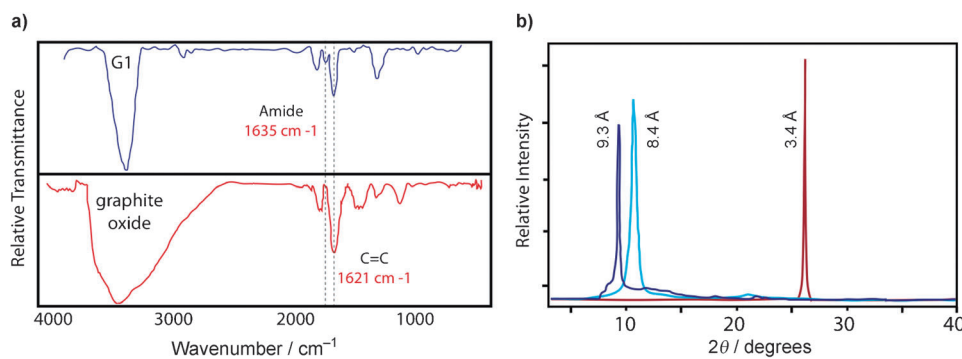 a)
Relative Transmittance
G1
Amide
1635 cm -1
graphite
oxide
C=C
1621 cm -1
4000 3000 2000 1000
Wavenumber / cm⁻¹
b)
Relative Intensity
9.3 Å
8.4 Å
3.4 Å
10 20 30 40
2θ / degrees